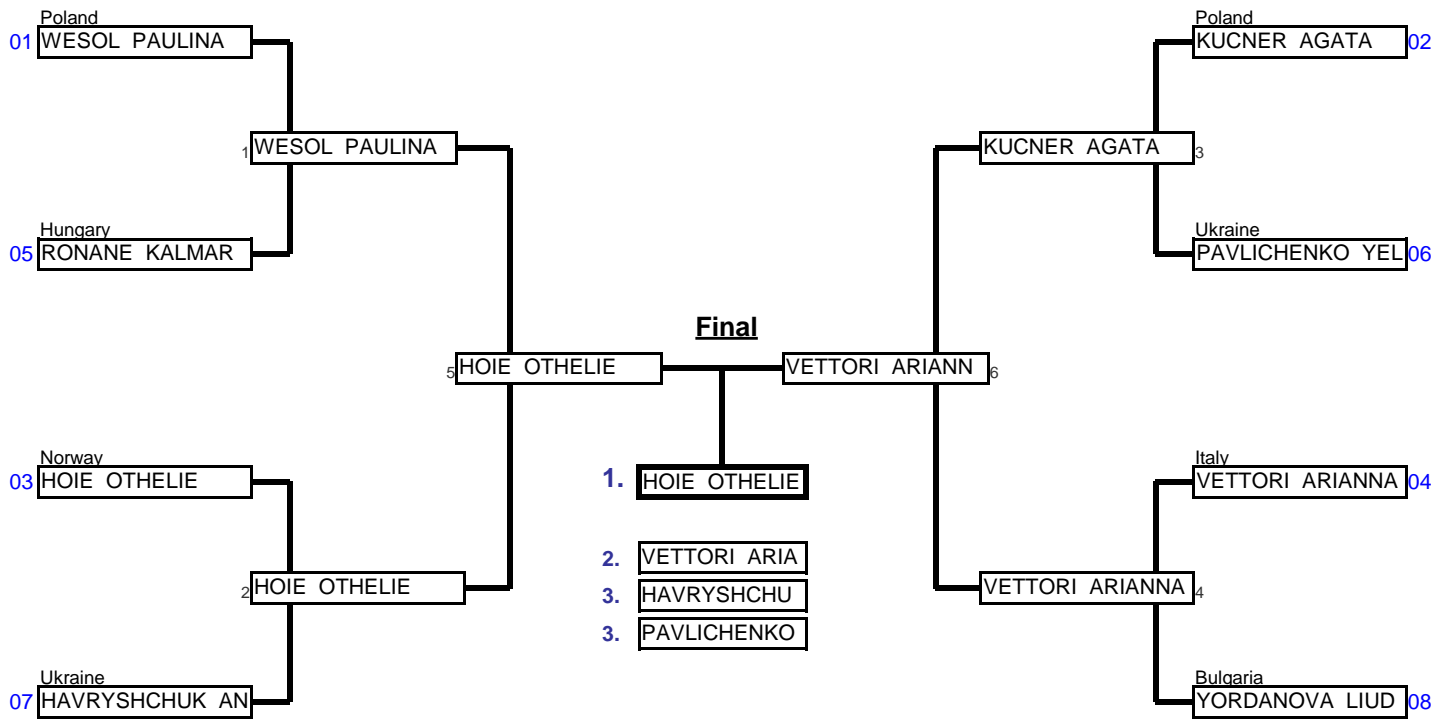 Poland
01 WESOL PAULINA
Poland
KUCNER AGATA 02
1 WESOL PAULINA
KUCNER AGATA 3
Hungary
05 RONANE KALMAR
Ukraine
PAVLICHENKO YEL 06
Final
5 HOIE OTHELIE
VETTORI ARIANN 6
Norway
03 HOIE OTHELIE
1. HOIE OTHELIE
Italy
VETTORI ARIANNA 04
2. VETTORI ARIA
3. HAVRYSHCHU
3. PAVLICHENKO
2 HOIE OTHELIE
VETTORI ARIANNA 4
Ukraine
07 HAVRYSHCHUK AN
Bulgaria
YORDANOVA LIUD 08